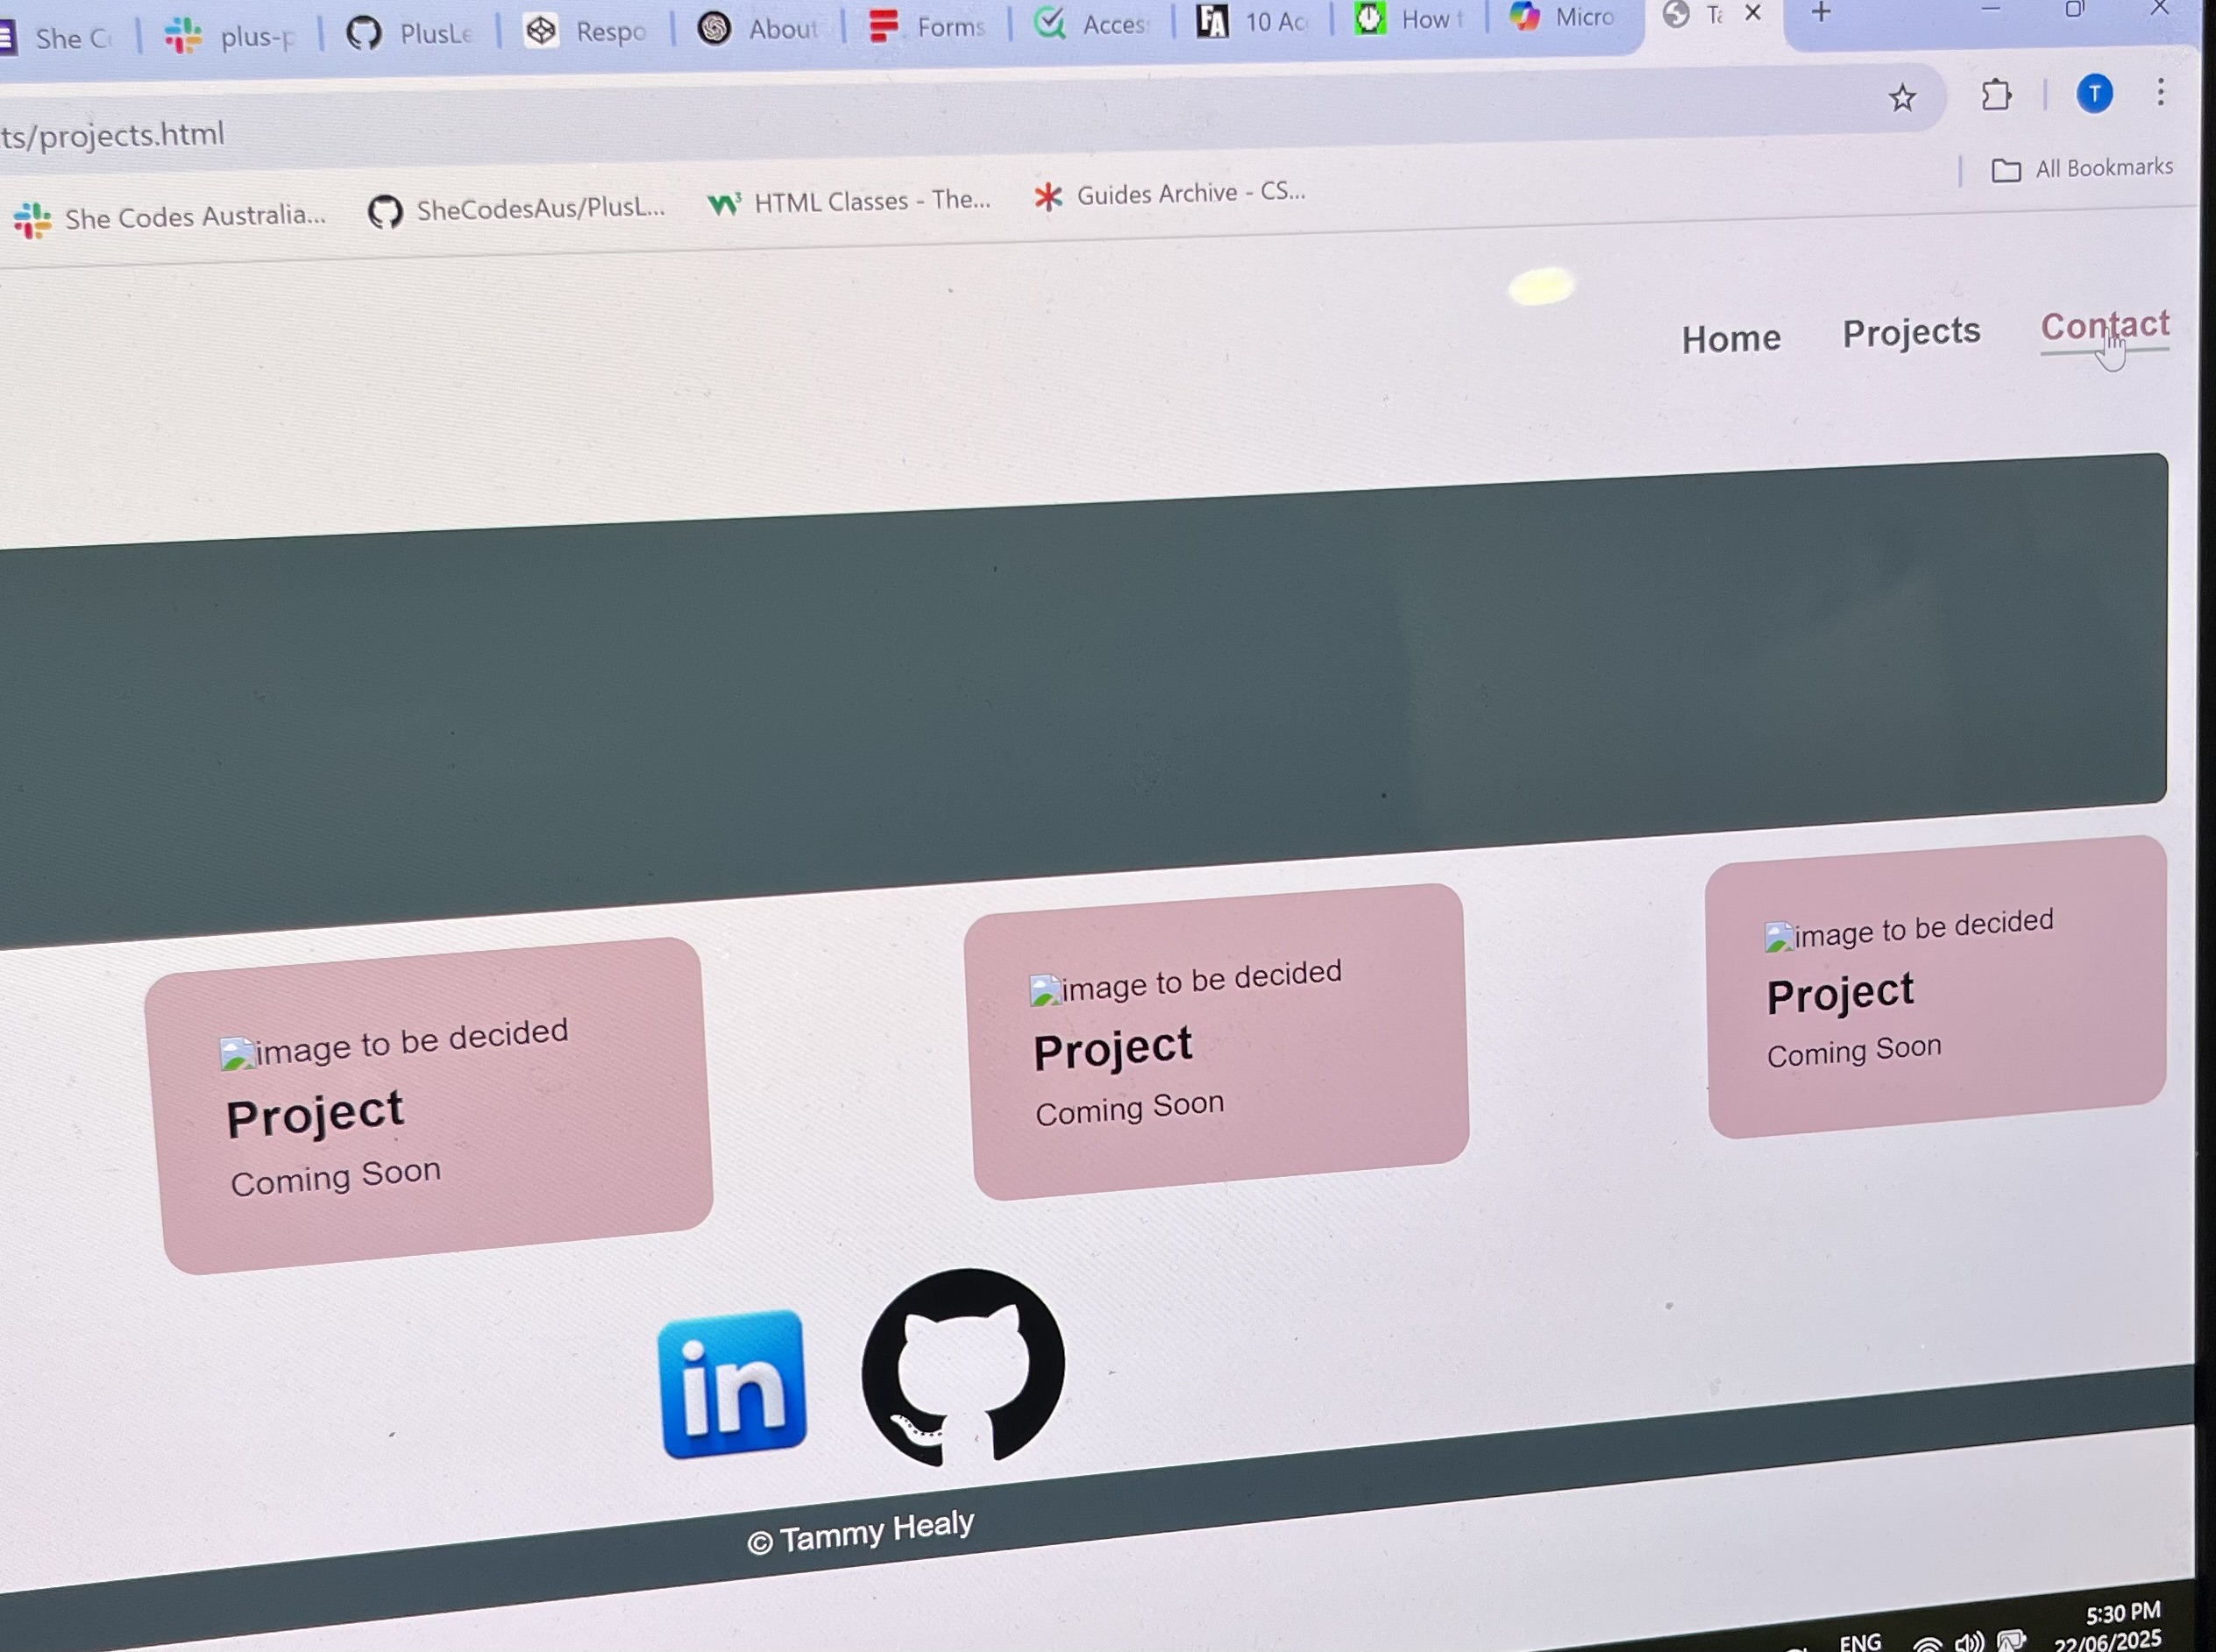 She C
plus-p
PlusLe
Respo
About
Forms
Acces
FA
10 Ac
How t
Micro
T
ts/projects.html
She Codes Australia...
SheCodesAus/PlusL...
HTML Classes - The...
Guides Archive - CS...
All Bookmarks
Home
Projects
Contact
image to be decided
Project
Coming Soon
image to be decided
Project
Coming Soon
image to be decided
Project
Coming Soon
in
© Tammy Healy
ENG
5:30 PM
22/06/2025